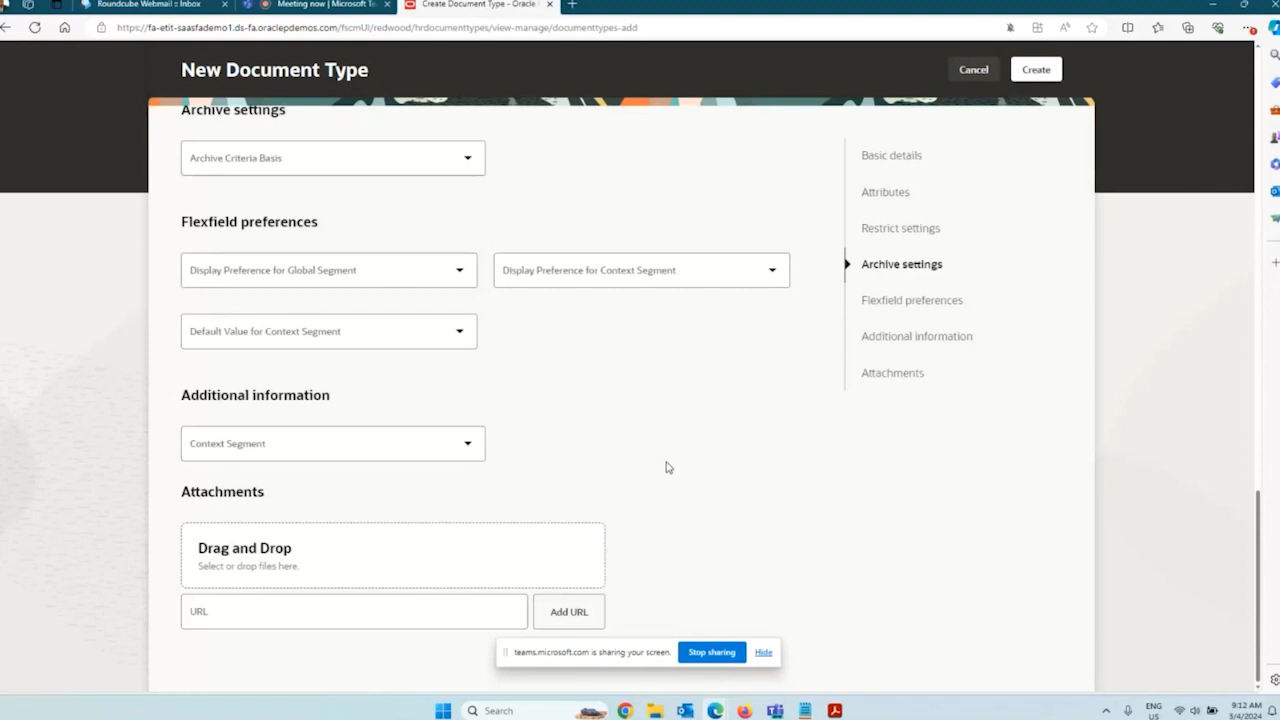 Roundcube Webmail :: Inbox
Meeting now | Microsoft T
Create Document Type - Oracle
https://fa-etit-saasfademo1.ds-fa.oraclepdemos.com/fscmUI/redwood/hrdocumenttypes/view-manage/documenttypes-add
New Document Type
Cancel
Create
Archive settings
Archive Criteria Basis
Basic details
Attributes
Restrict settings
Archive settings
Flexfield preferences
Additional information
Attachments
Flexfield preferences
Display Preference for Global Segment
Display Preference for Context Segment
Default Value for Context Segment
Additional information
Context Segment
Attachments
Drag and Drop
Select or drop files here.
URL
Add URL
teams.microsoft.com is sharing your screen.
Stop sharing
Hide
Search
ENG
US
9:12 AM
3/4/2024